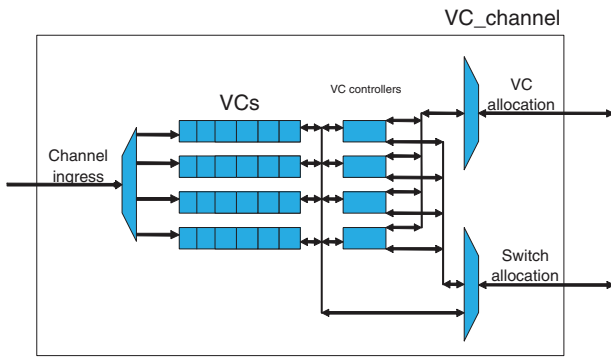 VC_channel
VCs
VC controllers
VC
allocation
Channel
ingress
Switch
allocation